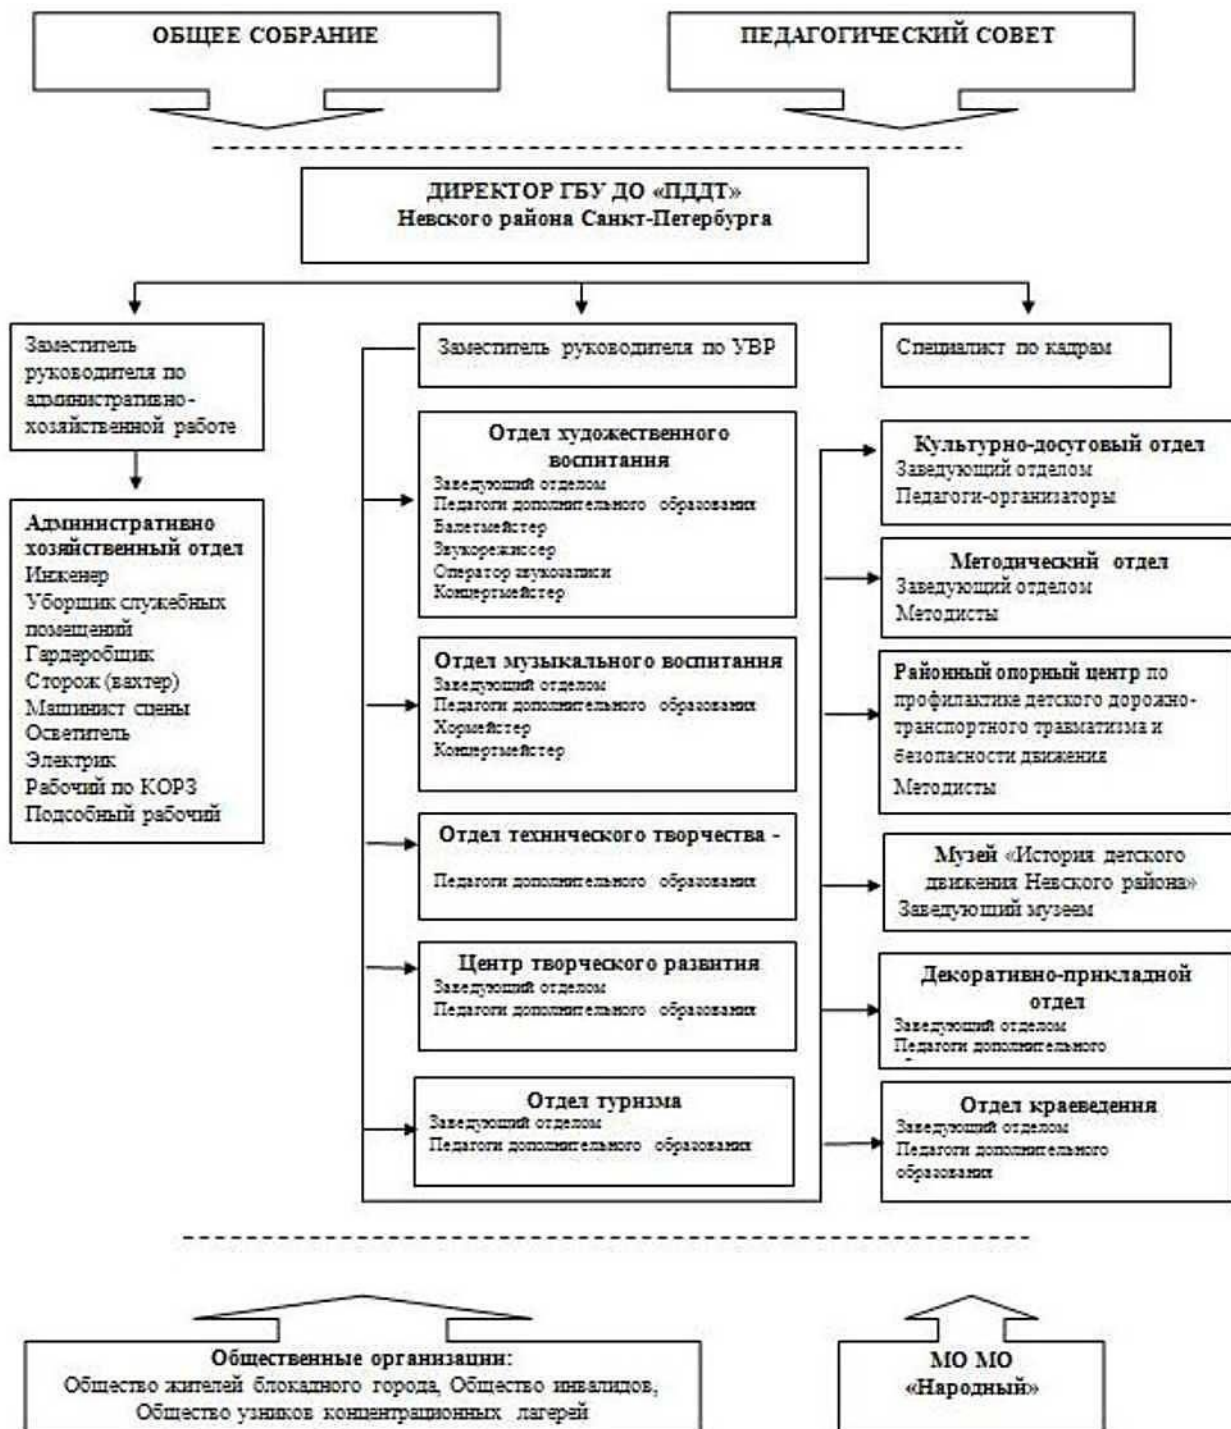 ОБЩЕЕ СОБРАНИЕ
ПЕДАГОГИЧЕСКИЙ СОВЕТ
ДИРЕКТОР ГБУ ДО «ПДДТ»
Невского района Санкт-Петербурга
Заместитель
руководителя по
административно-
хозяйственной работе
Административно
хозяйственный отдел
Инженер
Уборщик служебных
помещений
Гардеробщик
Сторож (вахтер)
Машинист сцены
Осветитель
Электрик
Рабочий по КОРЗ
Подсобный рабочий
Заместитель руководителя по УВР
Отдел художественного
воспитания
Заведующий отделом
Педагоги дополнительного образования
Балетмейстер
Звукорежиссер
Оператор звукозаписи
Концертмейстер
Отдел музыкального воспитания
Заведующий отделом
Педагоги дополнительного образования
Хормейстер
Концертмейстер
Отдел технического творчества -
Педагоги дополнительного образования
Центр творческого развития
Заведующий отделом
Педагоги дополнительного образования
Отдел туризма
Заведующий отделом
Педагоги дополнительного образования
Специалист по кадрам
Культурно-досуговый отдел
Заведующий отделом
Педагоги-организаторы
Методический отдел
Заведующий отделом
Методисты
Районный опорный центр по
профилактике детского дорожно-
транспортного травматизма и
безопасности движения
Методисты
Музей «История детского
движения Невского района»
Заведующий музеем
Декоративно-прикладной
отдел
Заведующий отделом
Педагоги дополнительного
Отдел краеведения
Заведующий отделом
Педагоги дополнительного
образования
Общественные организации:
Общество жителей блокадного города, Общество инвалидов,
Общество узников концентрационных лагерей
МО МО
«Народный»